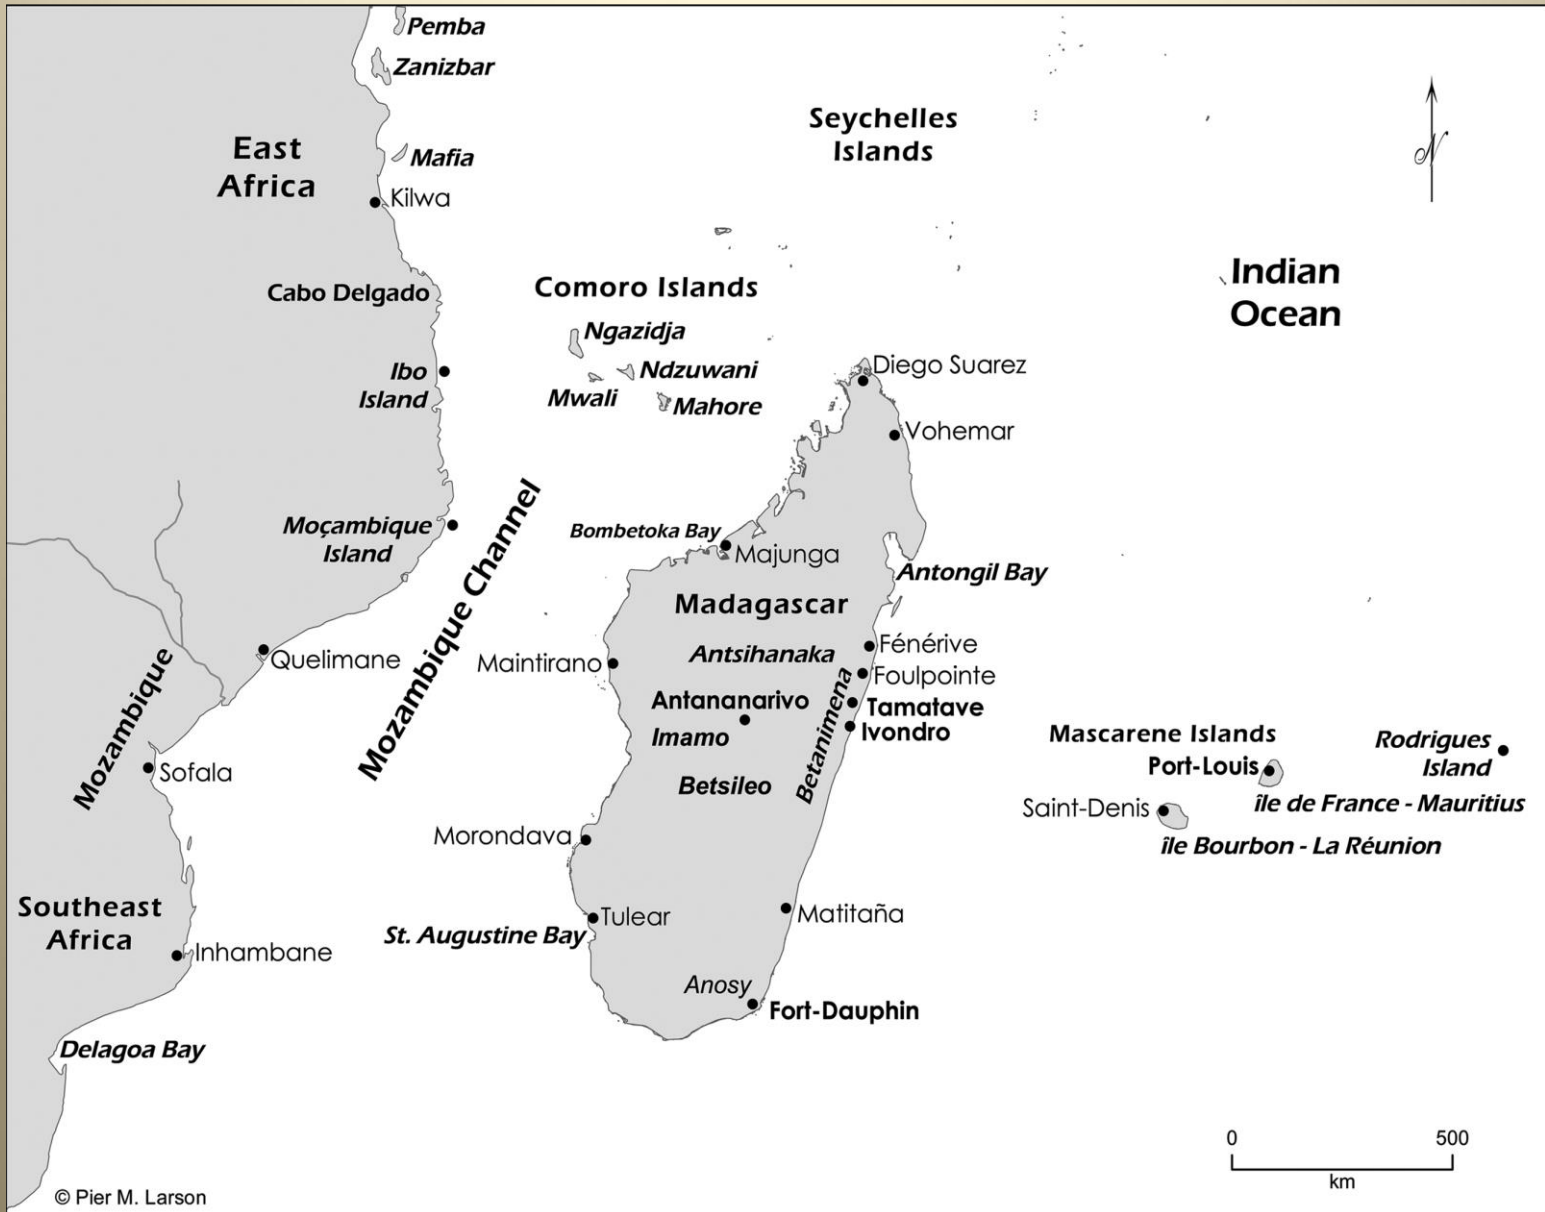 Pemba
Zanizbar
East
Africa
Mafia
Kilwa
Seychelles
Islands
N
Cabo Delgado
Comoro Islands
Indian
Ocean
Ngazidja
Ndzuwani
Mwali
Mahore
Ibo
Island
Diego Suarez
Vohemar
Moçambique
Island
Mozambique Channel
Bombetoka Bay
Majunga
Antongil Bay
Madagascar
Quelimane
Maintirano
Antsihanaka
Fénérive
Foulpointe
Mozambique
Antananarivo
Imamo
Betanimena
Tamatave
Ivondro
Sofala
Betsileo
Mascarene Islands
Port-Louis
Rodrigues
Island
île de France - Mauritius
Saint-Denis
île Bourbon - La Réunion
Morondava
Southeast
Africa
Tulear
St. Augustine Bay
Matitaña
Inhambane
Anosy
Fort-Dauphin
Delagoa Bay
0 500
km
© Pier M. Larson